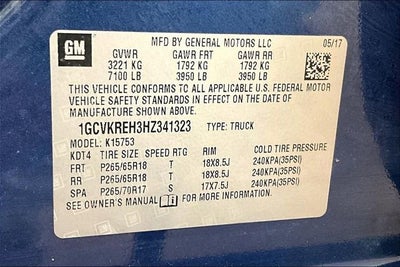 GM
MFD BY GENERAL MOTORS LLC 05/17
GVWR GAWR FRT GAWR RR
3221 KG 1792 KG 1792 KG
7100 LB 3950 LB 3950 LB
THIS VEHICLE CONFORMS TO ALL APPLICABLE U.S. FEDERAL MOTOR
VEHICLE SAFETY STANDARDS IN EFFECT ON THE DATE OF
MANUFACTURE SHOWN ABOVE.
1GCVKREH3HZ341323 TYPE: TRUCK
MODEL: K15753
KDT4 TIRE SIZE SPEED RTG RIM COLD TIRE PRESSURE
FRT P265/65R18 T 18X8.5J 240KPA(35PSI)
RR P265/65R18 T 18X8.5J 240KPA(35PSI)
SPA P265/70R17 S 17X7.5J 240KPA(35PSI)
SEE OWNER'S MANUAL FOR MORE INFORMATION.